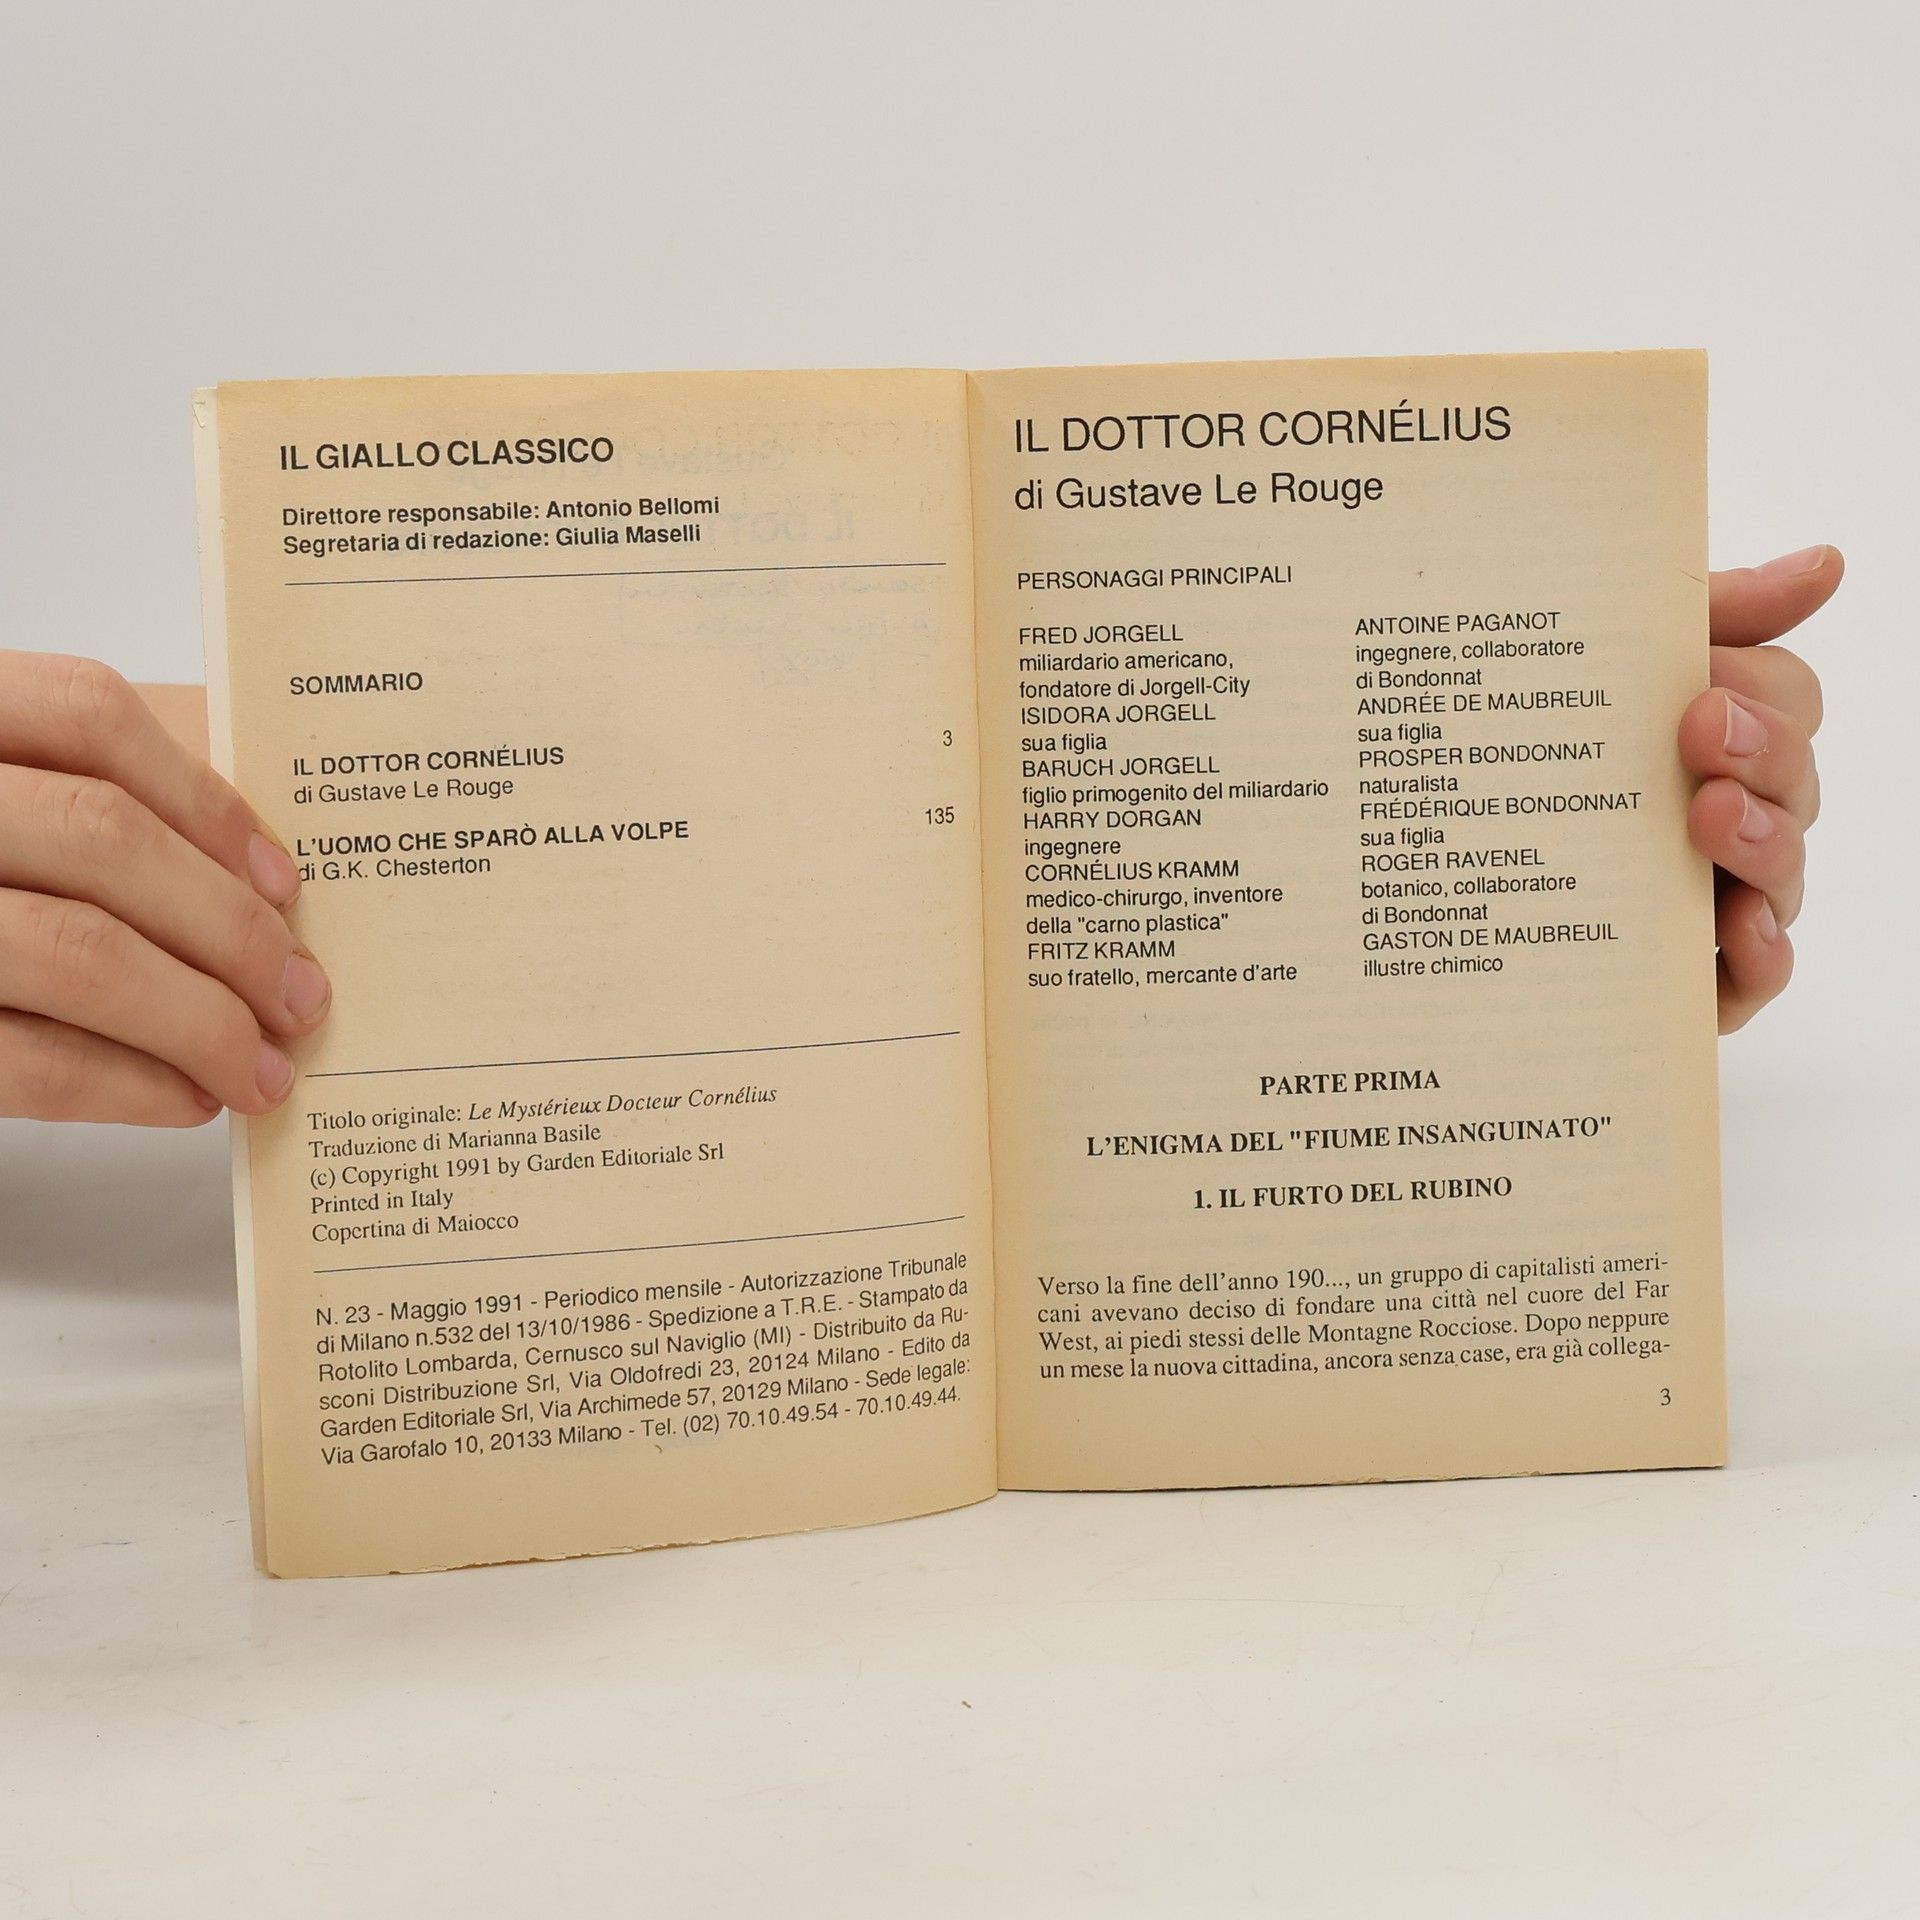 IL GIALLO CLASSICO
Direttore responsabile: Antonio Bellomi
Segretaria di redazione: Giulia Maselli
SOMMARIO
IL DOTTOR CORNÉLIUS 3
di Gustave Le Rouge
L'UOMO CHE SPARÒ ALLA VOLPE 135
di G.K. Chesterton
Titolo originale: Le Mystérieux Docteur Cornélius
Traduzione di Marianna Basile
(c) Copyright 1991 by Garden Editoriale Srl
Printed in Italy
Copertina di Maiocco
N. 23 - Maggio 1991 - Periodico mensile - Autorizzazione Tribunale
di Milano n.532 del 13/10/1986 - Spedizione a T.R.E. - Stampato da
Rotolito Lombarda, Cernusco sul Naviglio (MI) - Distribuito da Ru-
sconi Distribuzione Srl, Via Oldofredi 23, 20124 Milano - Edito da
Garden Editoriale Srl, Via Archimede 57, 20129 Milano - Sede legale:
Via Garofalo 10, 20133 Milano - Tel. (02) 70.10.49.54 - 70.10.49.44.
IL DOTTOR CORNÉLIUS
di Gustave Le Rouge
PERSONAGGI PRINCIPALI
FRED JORGELL
miliardario americano,
fondatore di Jorgell-City
ISIDORA JORGELL
sua figlia
BARUCH JORGELL
figlio primogenito del miliardario
HARRY DORGAN
ingegnere
CORNÉLIUS KRAMM
medico-chirurgo, inventore
della "carno plastica"
FRITZ KRAMM
suo fratello, mercante d'arte
ANTOINE PAGANOT
ingegnere, collaboratore
di Bondonnat
ANDRÉE DE MAUBREUIL
sua figlia
PROSPER BONDONNAT
naturalista
FRÉDÉRIQUE BONDONNAT
sua figlia
ROGER RAVENEL
botanico, collaboratore
di Bondonnat
GASTON DE MAUBREUIL
illustre chimico
PARTE PRIMA
L'ENIGMA DEL "FIUME INSANGUINATO"
1. IL FURTO DEL RUBINO
Verso la fine dell'anno 190..., un gruppo di capitalisti ameri-
cani avevano deciso di fondare una città nel cuore del Far
West, ai piedi stessi delle Montagne Rocciose. Dopo neppure
un mese la nuova cittadina, ancora senza case, era già collega-
3